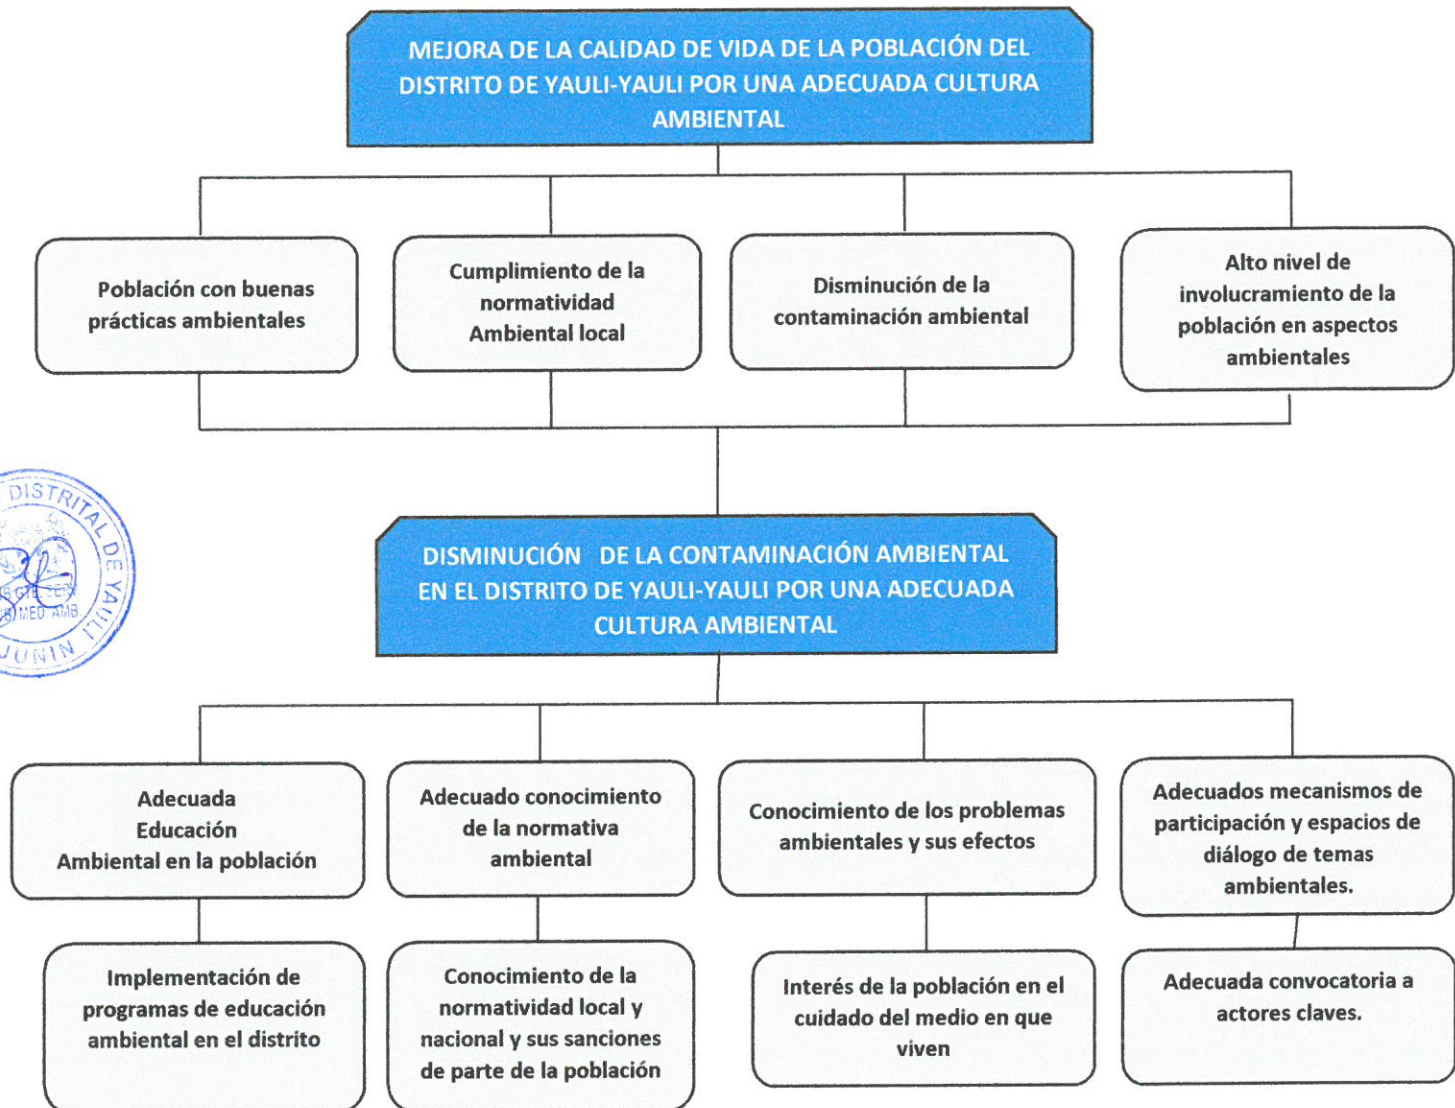 MEJORA DE LA CALIDAD DE VIDA DE LA POBLACIÓN DEL
DISTRITO DE YAULI-YAULI POR UNA ADECUADA CULTURA
AMBIENTAL
Población con buenas
prácticas ambientales
Cumplimiento de la
normatividad
Ambiental local
Disminución de la
contaminación ambiental
Alto nivel de
involucramiento de la
población en aspectos
ambientales
DISTRITAL DE YAULI
SERV
MED. AMB.
JUNIN
DISMINUCIÓN DE LA CONTAMINACIÓN AMBIENTAL
EN EL DISTRITO DE YAULI-YAULI POR UNA ADECUADA
CULTURA AMBIENTAL
Adecuada
Educación
Ambiental en la población
Adecuado conocimiento
de la normativa
ambiental
Conocimiento de los problemas
ambientales y sus efectos
Adecuados mecanismos de
participación y espacios de
diálogo de temas
ambientales.
Implementación de
programas de educación
ambiental en el distrito
Conocimiento de la
normatividad local y
nacional y sus sanciones
de parte de la población
Interés de la población en el
cuidado del medio en que
viven
Adecuada convocatoria a
actores claves.